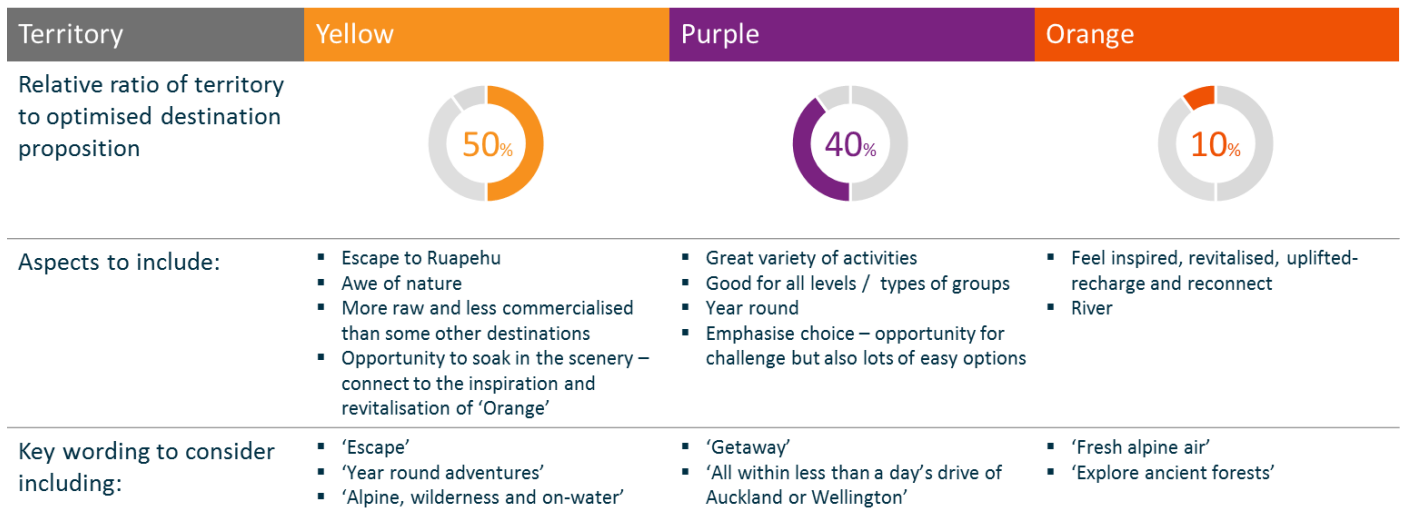 Territory
Yellow
Purple
Orange
Relative ratio of territory
to optimised destination
proposition
50%
40%
10%
Aspects to include:
▪ Escape to Ruapehu
▪ Awe of nature
▪ More raw and less commercialised
than some other destinations
▪ Opportunity to soak in the scenery –
connect to the inspiration and
revitalisation of ‘Orange’
▪ Great variety of activities
▪ Good for all levels / types of groups
▪ Year round
▪ Emphasise choice – opportunity for
challenge but also lots of easy options
▪ Feel inspired, revitalised, uplifted-
recharge and reconnect
▪ River
Key wording to consider
including:
▪ ‘Escape’
▪ ‘Year round adventures’
▪ ‘Alpine, wilderness and on-water’
▪ ‘Getaway’
▪ ‘All within less than a day’s drive of
Auckland or Wellington’
▪ ‘Fresh alpine air’
▪ ‘Explore ancient forests’